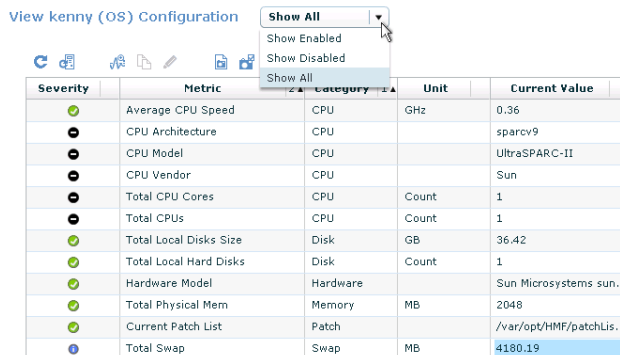 View kenny (OS) Configuration Show All
Show Enabled
Show Disabled
Show All
Severity Metric 2 Category 1 Unit Current Value
Average CPU Speed CPU GHz 0.36
CPU Architecture CPU sparcv9
CPU Model CPU UltraSPARC-II
CPU Vendor CPU Sun
Total CPU Cores CPU Count 1
Total CPUs CPU Count 1
Total Local Disks Size Disk GB 36.42
Total Local Hard Disks Disk Count 1
Hardware Model Hardware Sun Microsystems sun.
Total Physical Mem Memory MB 2048
Current Patch List Patch /var/opt/HMF/patchLis.
Total Swap Swap MB 4180.19